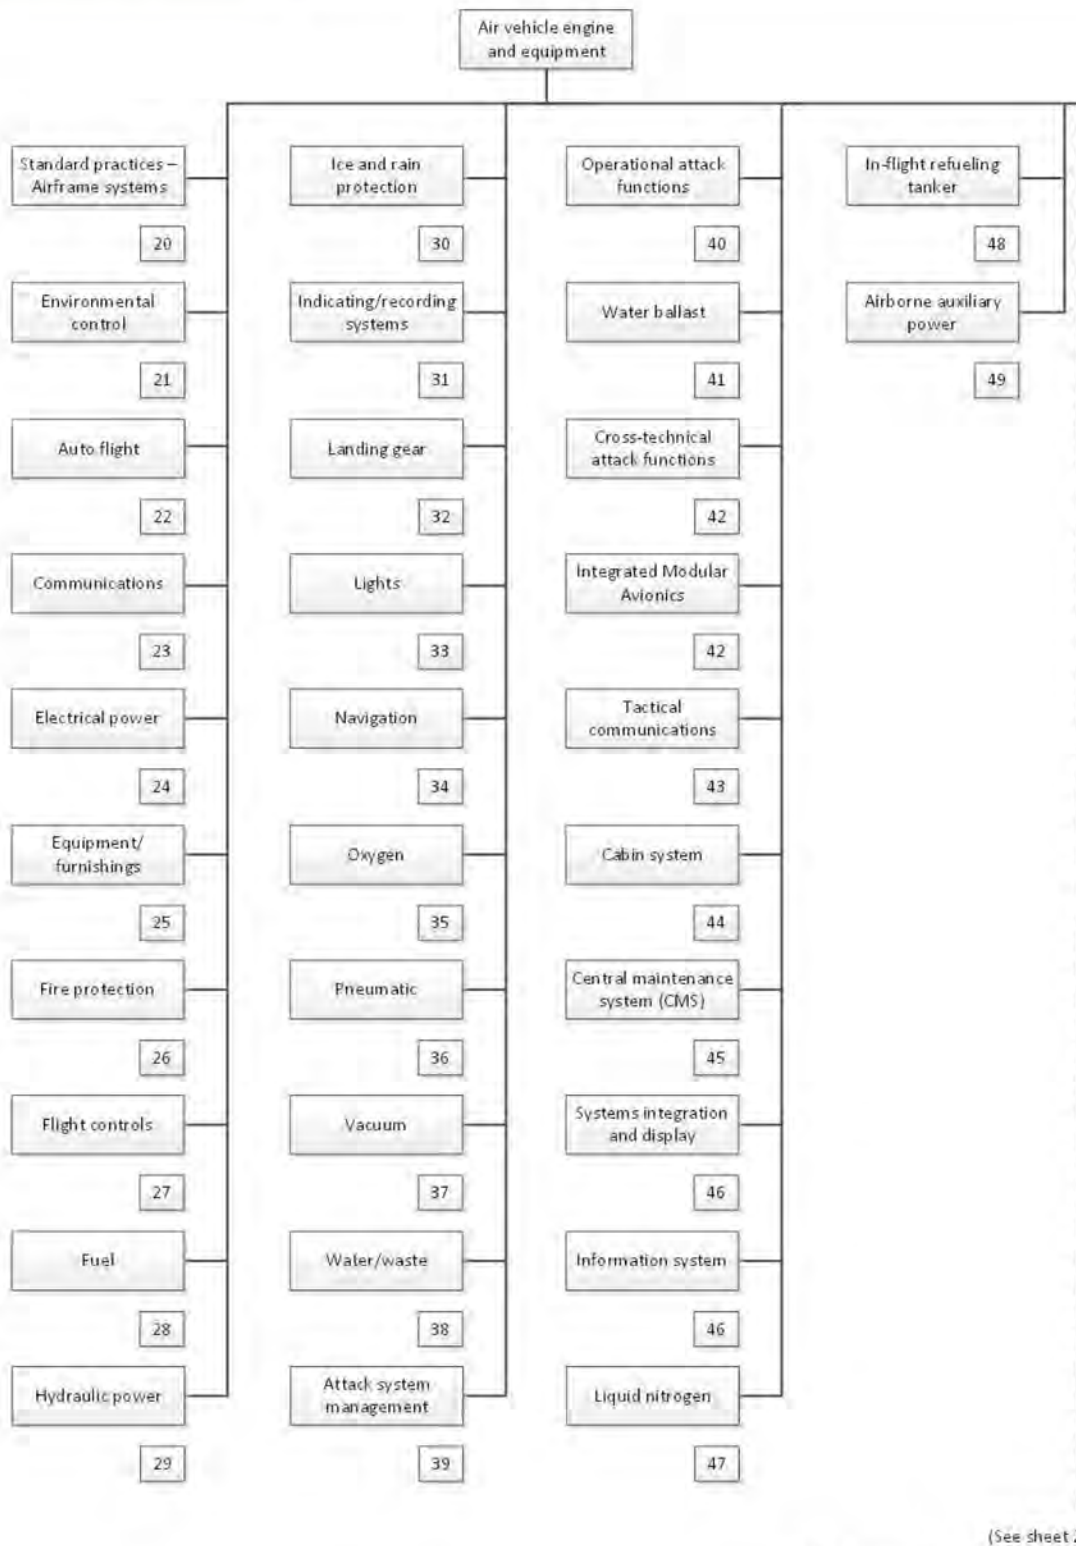 Air vehicle engine
and equipment
Standard practices –
Airframe systems
20
Environmental
control
21
Auto flight
22
Communications
23
Electrical power
24
Equipment/
furnishings
25
Fire protection
26
Flight controls
27
Fuel
28
Hydraulic power
29
Ice and rain
protection
30
Indicating/recording
systems
31
Landing gear
32
Lights
33
Navigation
34
Oxygen
35
Pneumatic
36
Vacuum
37
Water/waste
38
Attack system
management
39
Operational attack
functions
40
Water ballast
41
Cross-technical
attack functions
42
Integrated Modular
Avionics
42
Tactical
communications
43
Cabin system
44
Central maintenance
system (CMS)
45
Systems integration
and display
46
Information system
46
Liquid nitrogen
47
In-flight refueling
tanker
48
Airborne auxiliary
power
49
(See sheet 2